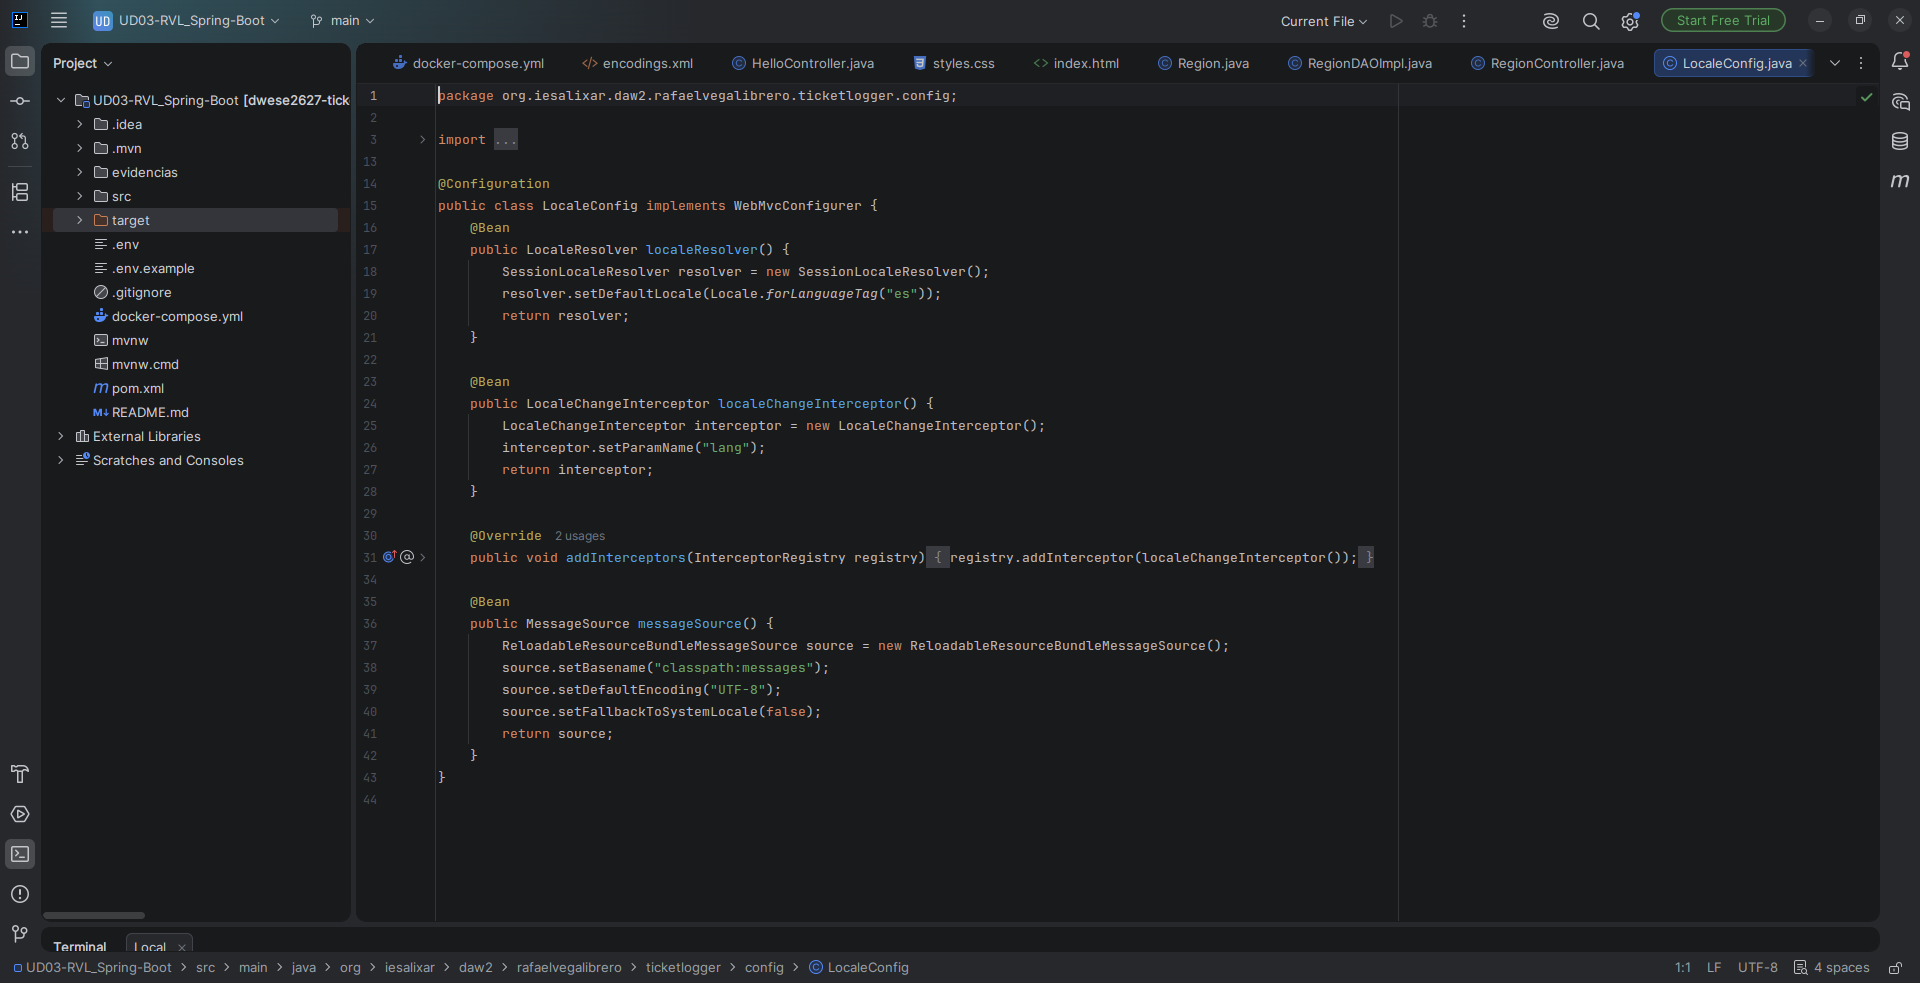 UD UD03-RVL_Spring-Boot main Current File Start Free Trial
Project
docker-compose.yml encodings.xml HelloController.java styles.css index.html Region.java RegionDAOImpl.java RegionController.java LocaleConfig.java
UD03-RVL_Spring-Boot [dwese2627-tick
.idea
.mvn
evidencias
src
target
.env
.env.example
.gitignore
docker-compose.yml
mvnw
mvnw.cmd
pom.xml
README.md
External Libraries
Scratches and Consoles
1 package org.iesalixar.daw2.rafaelvegalibrero.ticketlogger.config;
2
3 import ...
13
14 @Configuration
15 public class LocaleConfig implements WebMvcConfigurer {
16 @Bean
17 public LocaleResolver localeResolver() {
18 SessionLocaleResolver resolver = new SessionLocaleResolver();
19 resolver.setDefaultLocale(Locale.forLanguageTag("es"));
20 return resolver;
21 }
22
23 @Bean
24 public LocaleChangeInterceptor localeChangeInterceptor() {
25 LocaleChangeInterceptor interceptor = new LocaleChangeInterceptor();
26 interceptor.setParamName("lang");
27 return interceptor;
28 }
29
30 @Override 2 usages
31 public void addInterceptors(InterceptorRegistry registry) { registry.addInterceptor(localeChangeInterceptor()); }
34
35 @Bean
36 public MessageSource messageSource() {
37 ReloadableResourceBundleMessageSource source = new ReloadableResourceBundleMessageSource();
38 source.setBasename("classpath:messages");
39 source.setDefaultEncoding("UTF-8");
40 source.setFallbackToSystemLocale(false);
41 return source;
42 }
43 }
44
Terminal Local
UD03-RVL_Spring-Boot > src > main > java > org > iesalixar > daw2 > rafaelvegalibrero > ticketlogger > config > LocaleConfig 1:1 LF UTF-8 4 spaces